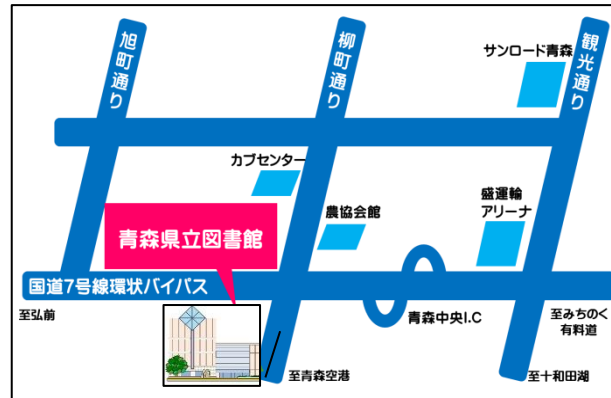 旭町通り
柳町通り
観光通り
サンロード青森
カブセンター
農協会館
盛運輪
アリーナ
青森県立図書館
国道7号線環状バイパス
至弘前
青森中央I.C
至みちのく
有料道
至青森空港
至十和田湖